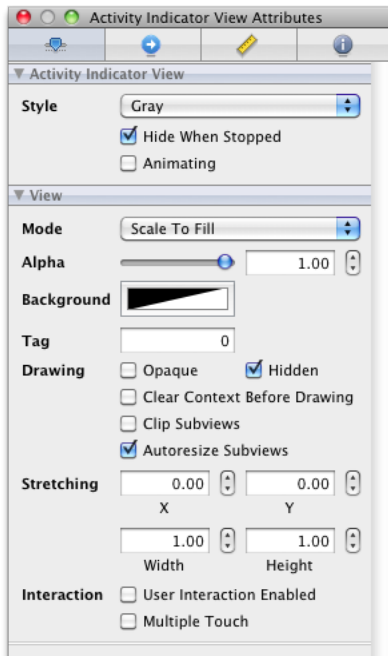 Activity Indicator View Attributes
Activity Indicator View
Style Gray
Hide When Stopped
Animating
View
Mode Scale To Fill
Alpha 1.00
Background
Tag 0
Drawing Opaque Hidden
Clear Context Before Drawing
Clip Subviews
Autoresize Subviews
Stretching 0.00 0.00
X Y
1.00 1.00
Width Height
Interaction User Interaction Enabled
Multiple Touch